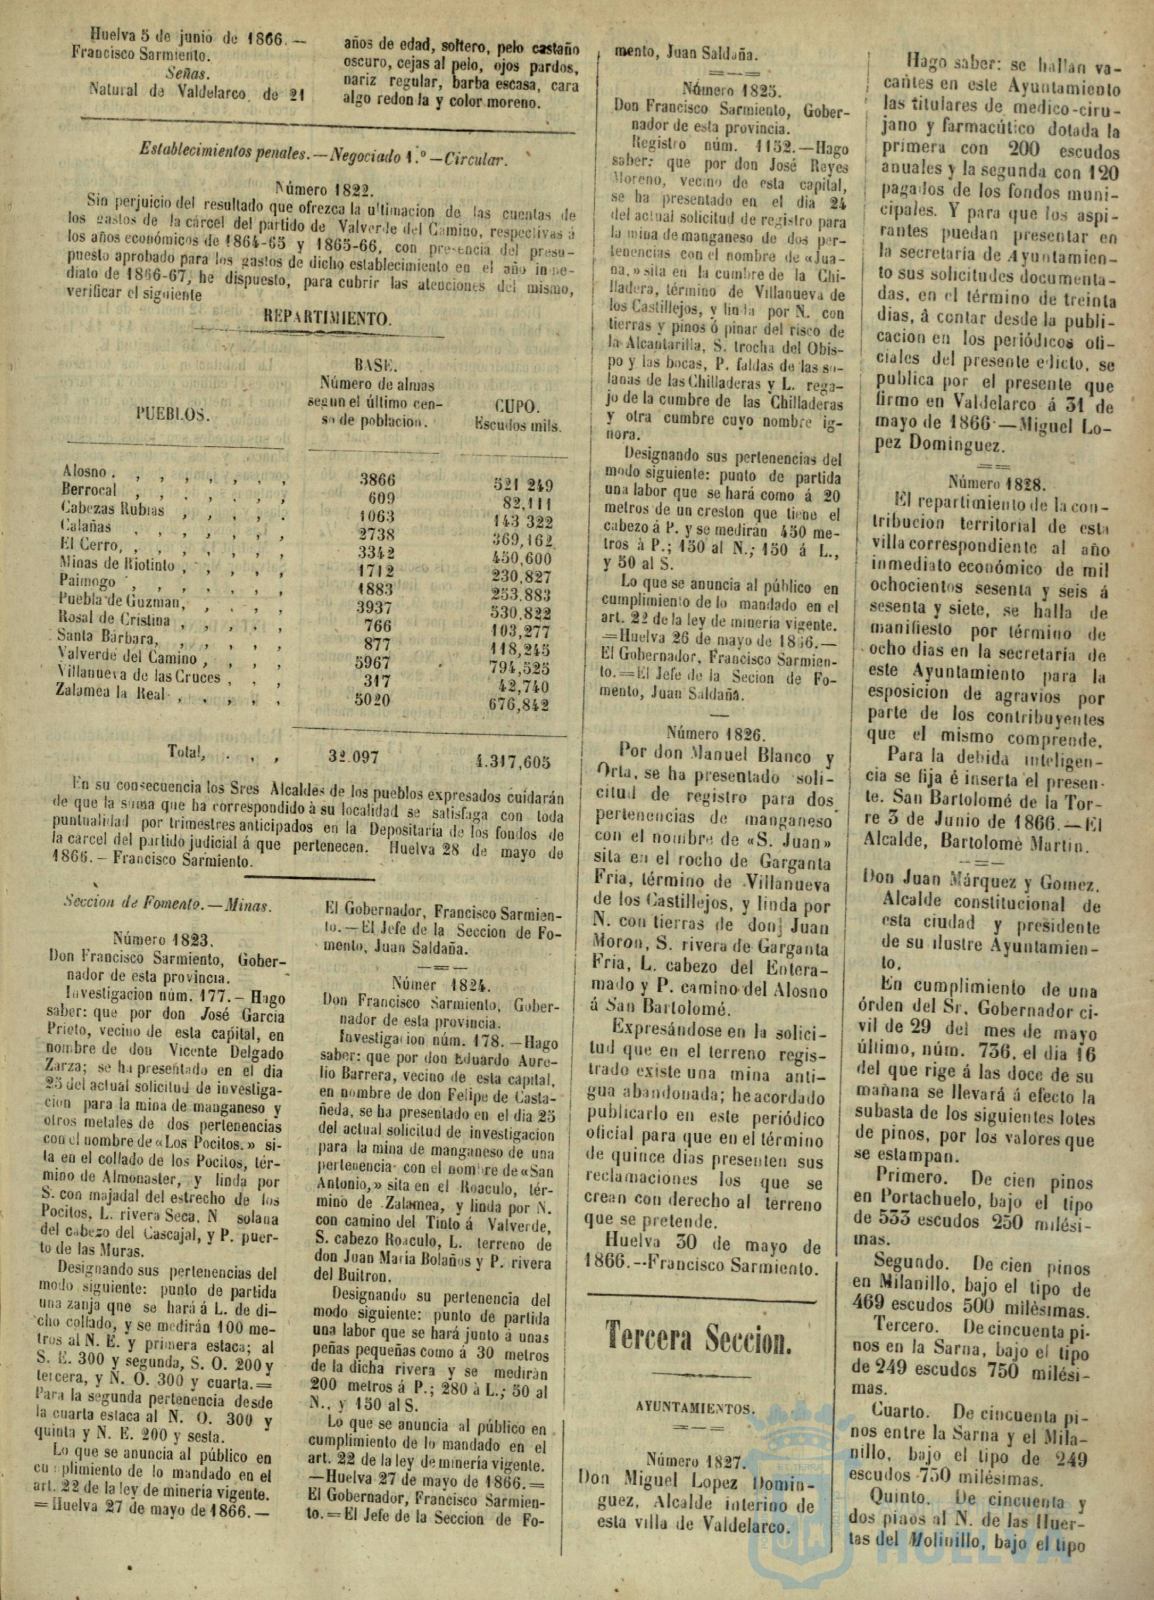 Huelva 5 de junio de 1866.—
Francisco Sarmiento.
Señas.
Natural de Valdelarco, de 21
años de edad, soltero, pelo castaño
oscuro, cejas al pelo, ojos pardos,
nariz regular, barba escasa, cara
algo redon la y color moreno.
Establecimientos penales.—Negociado 1.º—Circular.
Número 1822.
Sin perjuicio del resultado que ofrezca la ultimacion de las cuentas de
los gastos de la cárcel del partido de Valverde del Camino, respectivas á
los años económicos de 1864-65 y 1865-66, con presencia del presu-
puesto aprobado para los gastos de dicho establecimiento en el año inme-
diato de 1866-67, he dispuesto, para cubrir las atenciones del mismo,
verificar el siguiente
REPARTIMIENTO.
PUEBLOS.
BASE.
Número de almas
segun el último cen-
so de poblacion.
CUPO.
Escudos mils.
Alosno . , , , , , , 3866 521 249
Berrocal , , , , , , 609 82,111
Cabezas Rubias , , , , . 1063 143 322
Calañas , , , , , , 2738 369,162
El Cerro, , , , , , 3342 450,600
Minas de Riotinto , , , , , 1712 230,827
Paimogo , , , , , , 1883 253,883
Puebla de Guzman, , , , , 3937 530,822
Rosal de Cristina , , , , , 766 103,277
Santa Bárbara, , , , , , 877 118,245
Valverde del Camino , , , , 5967 794,525
Villanueva de las Cruces , , , 317 42,740
Zalamea la Real , , , , , 5020 676,842
Total, . , , 32.097 4.317,605
En su consecuencia los Sres Alcaldes de los pueblos expresados cuidarán
de que la suma que ha correspondido à su localidad se satisfaga con toda
puntualidad por trimestres anticipados en la Depositaria de los fondos de
la carcel del partido judicial á que pertenecen. Huelva 28 de mayo de
1866.—Francisco Sarmiento.
Seccion de Fomento.—Minas.
Número 1823.
Don Francisco Sarmiento, Gober-
nador de esta provincia.
Investigacion núm. 177.—Hago
saber: que por don José Garcia
Prieto, vecino de esta capital, en
nombre de don Vicente Delgado
Zarza; se ha presentado en el dia
25 del actual solicitud de investiga-
cion para la mina de manganeso y
otros metales de dos pertenencias
con el nombre de «Los Pocitos.» si-
ta en el collado de los Pocitos, tér-
mino de Almonaster, y linda por
S. con majadal del estrecho de los
Pocitos, L. rivera Seca, N solana
del cabezo del Cascajal, y P. puer-
to de las Muras.
Designando sus pertenencias del
modo siguiente: punto de partida
una zanja que se hará á L. de di-
cho collado, y se medirán 100 me-
tros al N. E. y primera estaca; al
S. E. 300 y segunda, S. O. 200 y
tercera, y N. O. 300 y cuarta.=
Para la segunda pertenencia desde
la cuarta estaca al N. O. 300 y
quinta y N. E. 200 y sesta.
Lo que se anuncia al público en
cu plimiento de lo mandado en el
art. 22 de la ley de mineria vigente.
=Huelva 27 de mayo de 1866.—
El Gobernador, Francisco Sarmien-
to.—El Jefe de la Seccion de Fo-
mento, Juan Saldaña.
Númer 1824.
Don Francisco Sarmiento, Gober-
nador de esta provincia.
Investigacion núm. 178.—Hago
saber: que por don Eduardo Aure-
lio Barrera, vecino de esta capital,
en nombre de don Felipe de Casta-
ñeda, se ha presentado en el dia 25
del actual solicitud de investigacion
para la mina de manganeso de una
pertenencia con el nombre de «San
Antonio,» sita en el Roaculo, tér-
mino de Zalamea, y linda por N.
con camino del Tinto á Valverde,
S. cabezo Roaculo, L. terreno de
don Juan Maria Bolaños y P. rivera
del Buitron.
Designando su pertenencia del
modo siguiente: punto de partida
una labor que se hará junto á unas
peñas pequeñas como á 30 metros
de la dicha rivera y se medirán
200 metros á P.; 280 à L.; 50 al
N., y 150 al S.
Lo que se anuncia al público en
cumplimiento de lo mandado en el
art. 22 de la ley de mineria vigente.
—Huelva 27 de mayo de 1866.=
El Gobernador, Francisco Sarmien-
to.=El Jefe de la Seccion de Fo-
mento, Juan Saldaña.
Número 1825.
Don Francisco Sarmiento, Gober-
nador de esta provincia.
Registro núm. 1152.—Hago
saber: que por don José Reyes
Moreno, vecino de esta capital,
se ha presentado en el dia 24
del actual solicitud de registro para
la mina de manganeso de dos per-
tenencias con el nombre de «Jua-
na,» sita en la cumbre de la Chi-
lladera, término de Villanueva de
los Castillejos, y linda por N. con
tierras y pinos ó pinar del risco de
la Alcantarilla, S. trocha del Obis-
po y las bocas, P. faldas de las so-
lanas de las Chilladeras y L. rega-
jo de la cumbre de las Chilladeras
y otra cumbre cuyo nombre ig-
nora.
Designando sus pertenencias del
modo siguiente: punto de partida
una labor que se hará como á 20
metros de un creston que tiene el
cabezo á P. y se medirán 450 me-
tros à P.; 150 al N.; 150 á L.,
y 50 al S.
Lo que se anuncia al público en
cumplimiento de lo mandado en el
art. 22 de la ley de mineria vigente.
=Huelva 26 de mayo de 1866.—
El Gobernador, Francisco Sarmien-
to.=El Jefe de la Secion de Fo-
mento, Juan Saldaña.
Número 1826.
Por don Manuel Blanco y
Orta, se ha presentado soli-
citud de registro para dos
pertenencias de manganeso
con el nombre de «S. Juan»
sita en el rocho de Garganta
Fria, término de Villanueva
de los Castillejos, y linda por
N. con tierras de don Juan
Moron, S. rivera de Garganta
Fria, L. cabezo del Entera-
mado y P. camino del Alosno
á San Bartolomé.
Expresándose en la solici-
tud que en el terreno regis-
trado existe una mina anti-
gua abandonada; he acordado
publicarlo en este periódico
oficial para que en el término
de quince dias presenten sus
reclamaciones los que se
crean con derecho al terreno
que se pretende.
Huelva 30 de mayo de
1866.--Francisco Sarmiento.
Tercera Seccion.
AYUNTAMIENTOS.
Número 1827.
Don Miguel Lopez Domin-
guez, Alcalde interino de
esta villa de Valdelarco.
Hago saber: se hallan va-
cantes en este Ayuntamiento
las titulares de medico-ciru-
jano y farmacútico dotada la
primera con 200 escudos
anuales y la segunda con 120
pagados de los fondos muni-
cipales. Y para que los aspi-
rantes puedan presentar en
la secretaria de Ayuntamien-
to sus solicitudes documenta-
das, en el término de treinta
dias, á contar desde la publi-
cacion en los periódicos ofi-
ciales del presente edicto, se
publica por el presente que
firmo en Valdelarco á 31 de
mayo de 1866—Miguel Lo-
pez Dominguez.
Número 1828.
El repartimiento de la con-
tribucion territorial de esta
villa correspondiente al año
inmediato económico de mil
ochocientos sesenta y seis á
sesenta y siete, se halla de
manifiesto por término de
ocho dias en la secretaría de
este Ayuntamiento para la
esposicion de agravios por
parte de los contribuyentes
que el mismo comprende.
Para la debida inteligen-
cia se fija é inserta el presen-
te. San Bartolomé de la Tor-
re 3 de Junio de 1866.—El
Alcalde, Bartolomé Martin.
Don Juan Márquez y Gomez,
Alcalde constitucional de
esta ciudad y presidente
de su ilustre Ayuntamien-
to.
En cumplimiento de una
órden del Sr. Gobernador ci-
vil de 29 del mes de mayo
último, núm. 736, el dia 16
del que rige á las doce de su
mañana se llevará á efecto la
subasta de los siguientes lotes
de pinos, por los valores que
se estampan.
Primero. De cien pinos
en Portachuelo, bajo el tipo
de 533 escudos 250 milési-
mas.
Segundo. De cien pinos
en Milanillo, bajo el tipo de
469 escudos 500 milésimas.
Tercero. De cincuenta pi-
nos en la Sarna, bajo el tipo
de 249 escudos 750 milési-
mas.
Cuarto. De cincuenta pi-
nos entre la Sarna y el Mila-
nillo, bajo el tipo de 249
escudos 750 milésimas.
Quinto. De cincuenta y
dos pinos al N. de las Huer-
tas del Molinillo, bajo el tipo
HUELVA